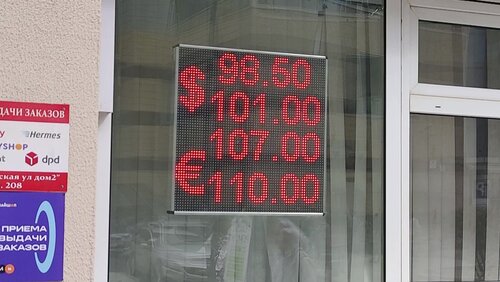 98.50
$
101.00
107.00
€
110.00
ДАЧИ ЗАКАЗОВ
Hermes
YSHOP
dpd
ская ул дом2"
. 208
ПРИЕМА
ВЫДАЧИ
ЗАКАЗОВ